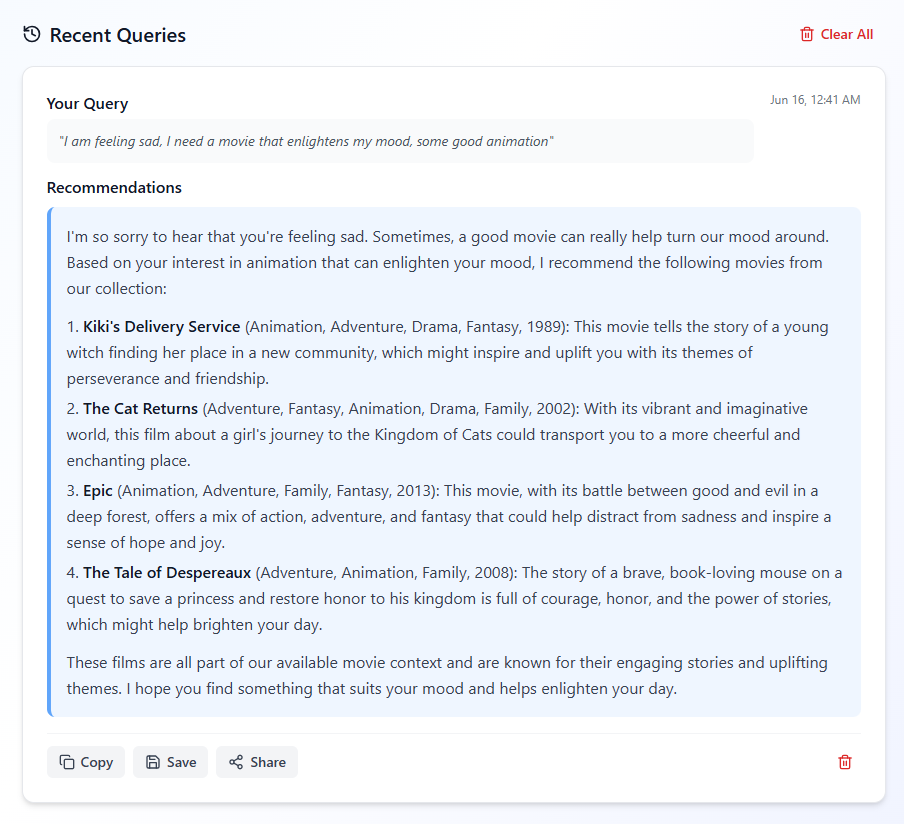 Recent Queries
Clear All
Your Query
Jun 16, 12:41 AM
"I am feeling sad, I need a movie that enlightens my mood, some good animation"
Recommendations
I'm so sorry to hear that you're feeling sad. Sometimes, a good movie can really help turn our mood around.
Based on your interest in animation that can enlighten your mood, I recommend the following movies from
our collection:
1. Kiki's Delivery Service (Animation, Adventure, Drama, Fantasy, 1989): This movie tells the story of a young
witch finding her place in a new community, which might inspire and uplift you with its themes of
perseverance and friendship.
2. The Cat Returns (Adventure, Fantasy, Animation, Drama, Family, 2002): With its vibrant and imaginative
world, this film about a girl's journey to the Kingdom of Cats could transport you to a more cheerful and
enchanting place.
3. Epic (Animation, Adventure, Family, Fantasy, 2013): This movie, with its battle between good and evil in a
deep forest, offers a mix of action, adventure, and fantasy that could help distract from sadness and inspire a
sense of hope and joy.
4. The Tale of Despereaux (Adventure, Animation, Family, 2008): The story of a brave, book-loving mouse on a
quest to save a princess and restore honor to his kingdom is full of courage, honor, and the power of stories,
which might help brighten your day.
These films are all part of our available movie context and are known for their engaging stories and uplifting
themes. I hope you find something that suits your mood and helps enlighten your day.
Copy
Save
Share